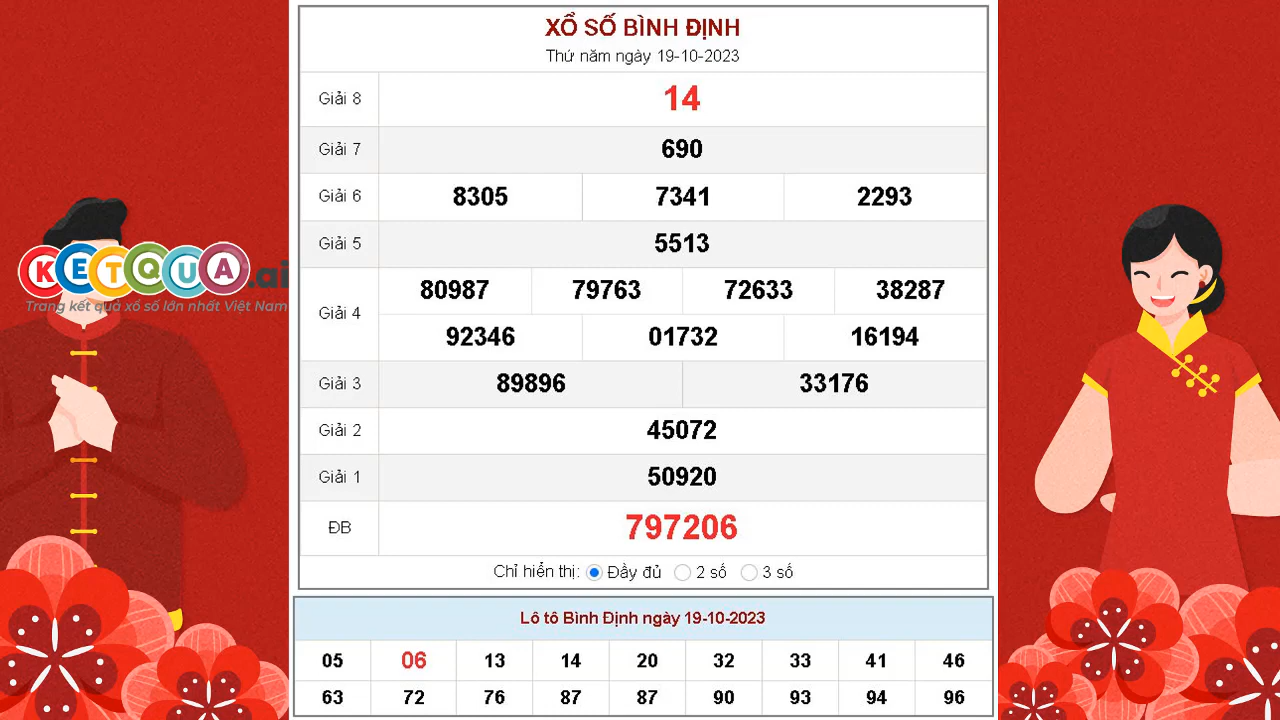 XỔ SỐ BÌNH ĐỊNH
Thứ năm ngày 19-10-2023
Giải 8 14
Giải 7 690
Giải 6 8305 7341 2293
Giải 5 5513
Giải 4 80987 79763 72633 38287
92346 01732 16194
Giải 3 89896 33176
Giải 2 45072
Giải 1 50920
ĐB 797206
Chỉ hiển thị: Đầy đủ 2 số 3 số
Lô tô Bình Định ngày 19-10-2023
05 06 13 14 20 32 33 41 46
63 72 76 87 87 90 93 94 96
KETQUA.ai
Trang kết quả xổ số lớn nhất Việt Nam